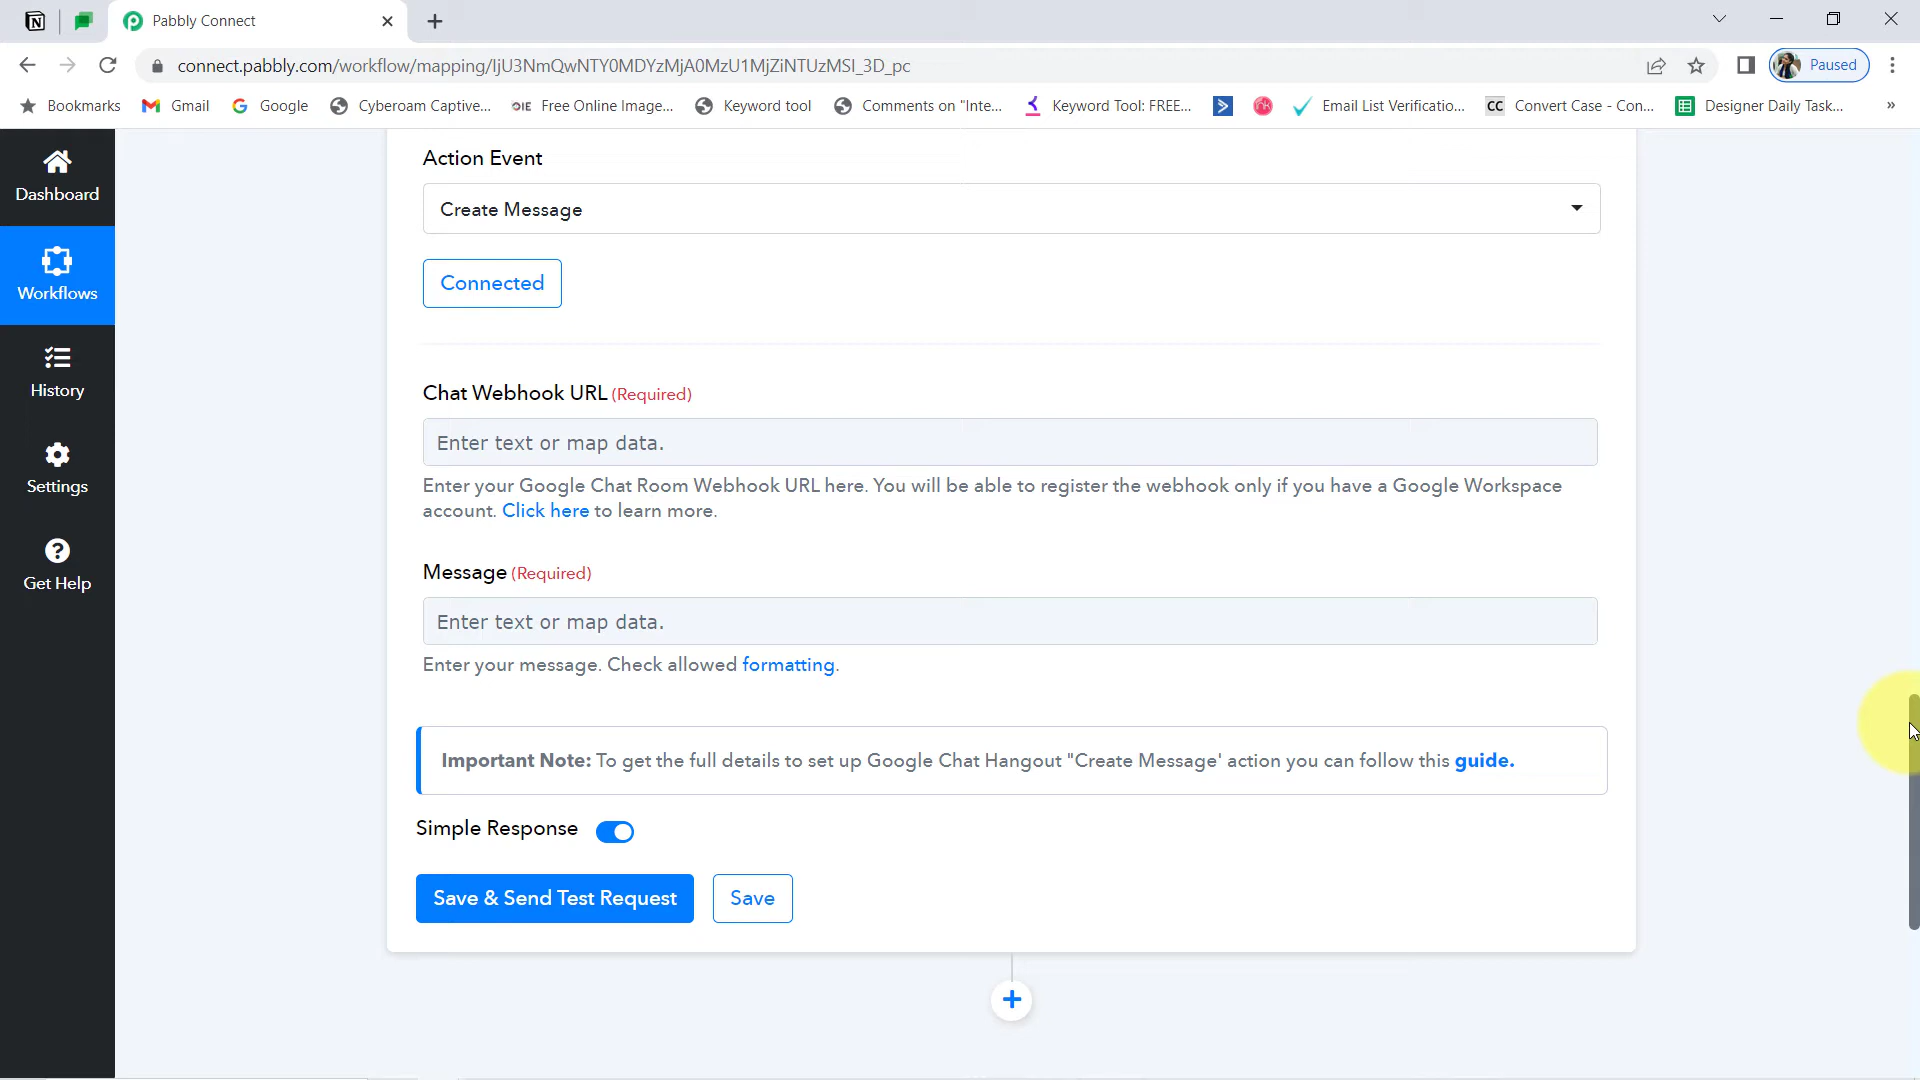 Pabbly Connect
connect.pabbly.com/workflow/mapping/IjU3NmQwNTY0MDYzMjA0MzU1MjZiNTUzMSI_3D_pc
Paused
Bookmarks
Gmail
Google
Cyberoam Captive...
Free Online Image...
Keyword tool
Comments on "Inte...
Keyword Tool: FREE...
Email List Verificatio...
CC Convert Case - Con...
Designer Daily Task...
»
Dashboard
Workflows
History
Settings
Get Help
Action Event
Create Message
Connected
Chat Webhook URL (Required)
Enter text or map data.
Enter your Google Chat Room Webhook URL here. You will be able to register the webhook only if you have a Google Workspace
account. Click here to learn more.
Message (Required)
Enter text or map data.
Enter your message. Check allowed formatting.
Important Note: To get the full details to set up Google Chat Hangout "Create Message' action you can follow this guide.
Simple Response
Save & Send Test Request
Save